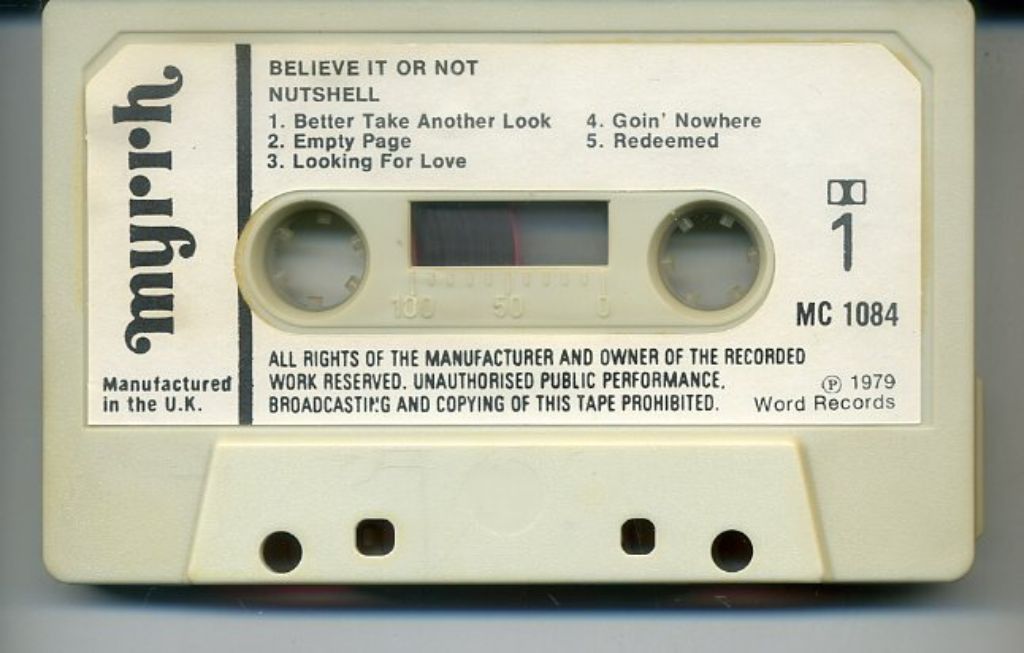 myrrh
Manufactured
in the U.K.
BELIEVE IT OR NOT
NUTSHELL
1. Better Take Another Look
2. Empty Page
3. Looking For Love
4. Goin' Nowhere
5. Redeemed
100 50 0
1
MC 1084
ALL RIGHTS OF THE MANUFACTURER AND OWNER OF THE RECORDED
WORK RESERVED. UNAUTHORISED PUBLIC PERFORMANCE,
BROADCASTING AND COPYING OF THIS TAPE PROHIBITED.
Ⓟ 1979
Word Records